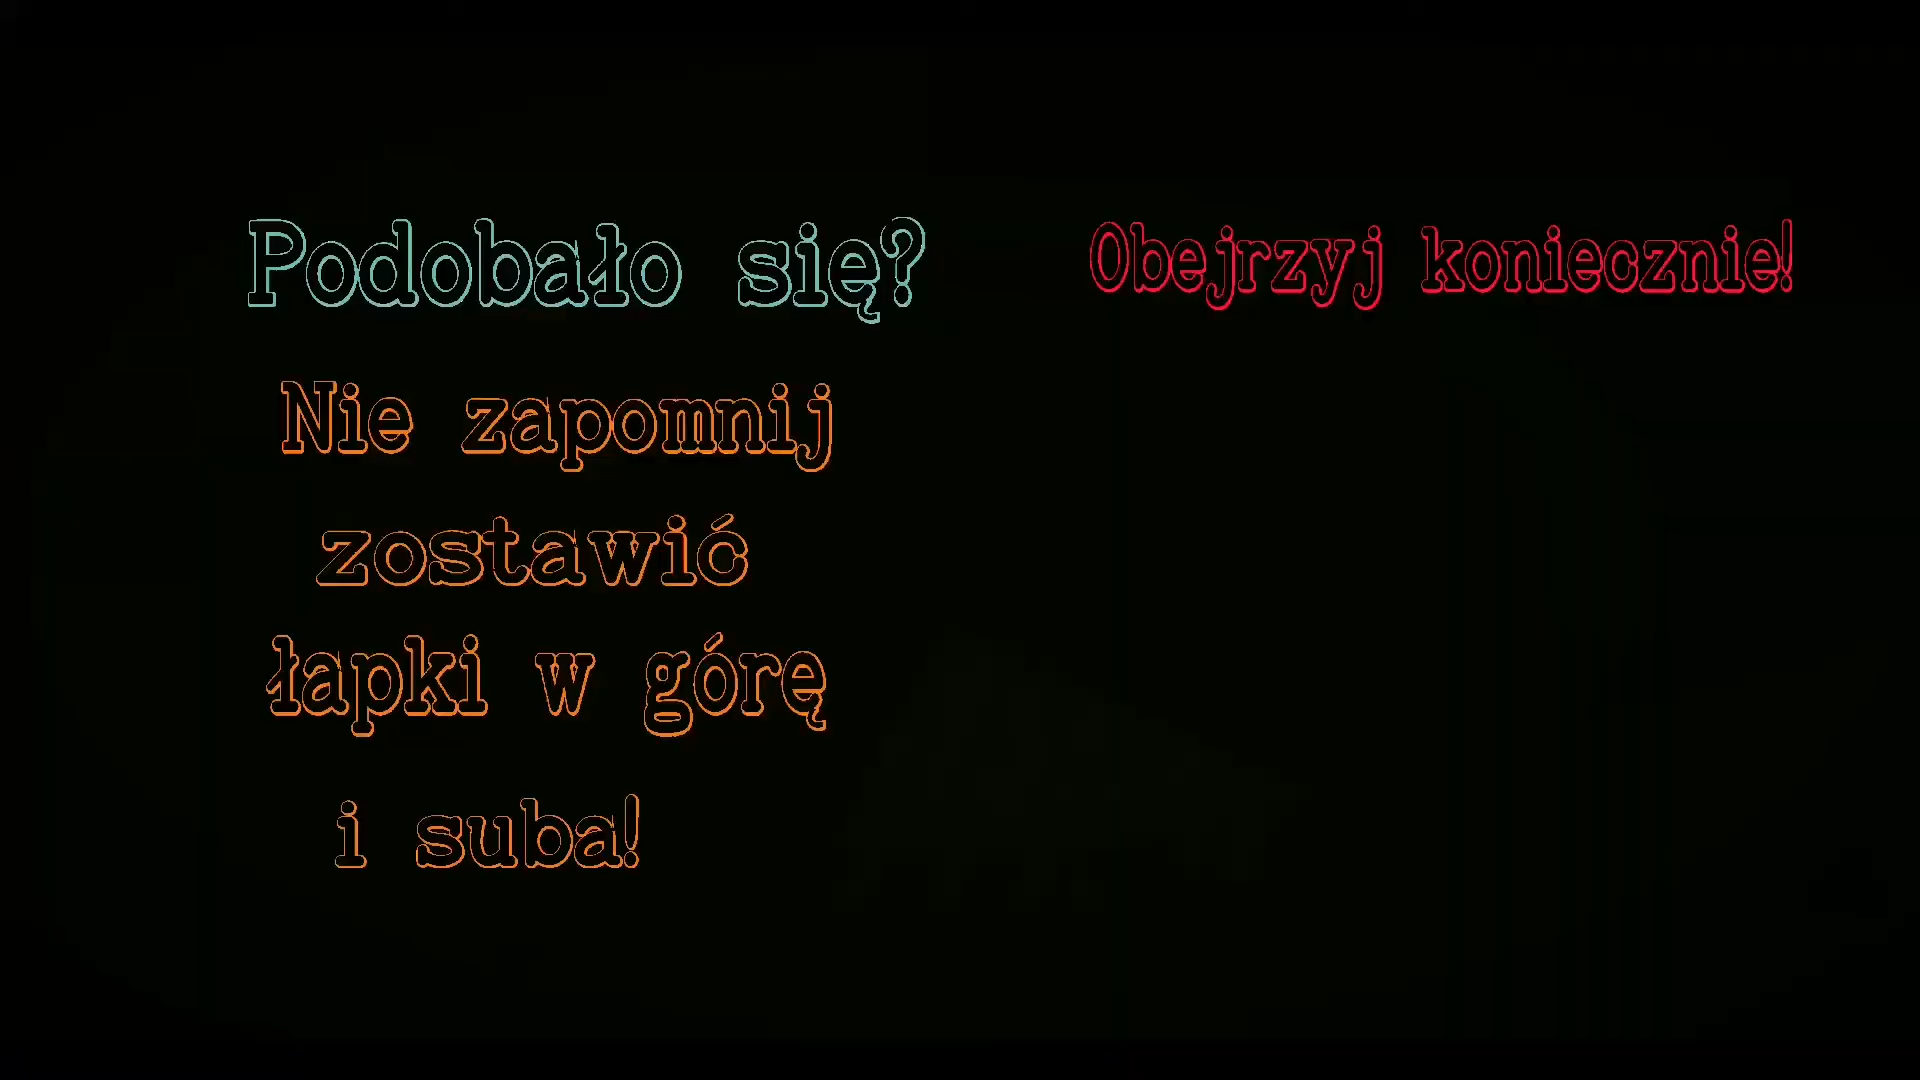 Podobało się?
Nie zapomnij
zostawić
łapki w górę
i suba!
Obejrzyj koniecznie!